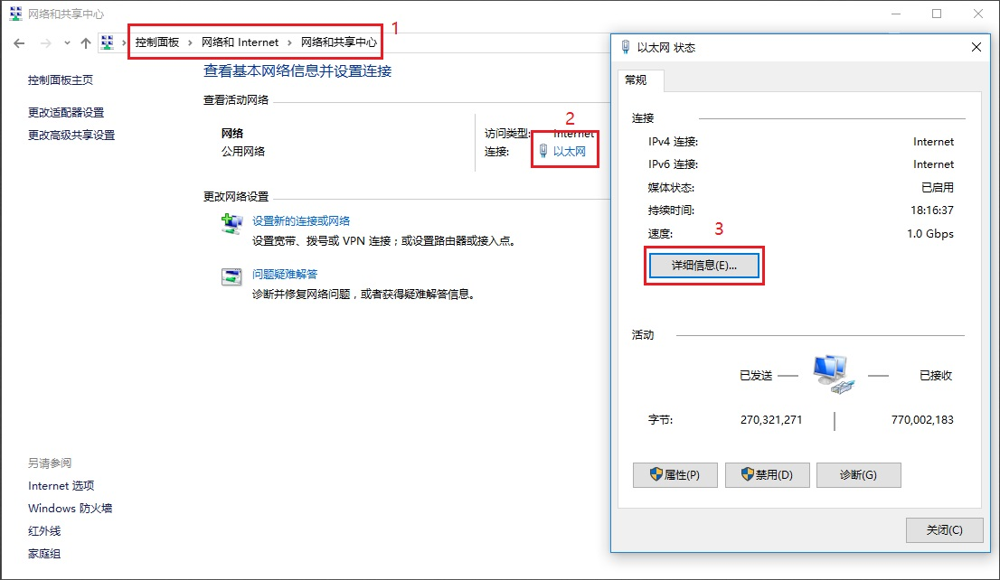 网络和共享中心
控制面板 › 网络和 Internet › 网络和共享中心
1
控制面板主页
更改适配器设置
更改高级共享设置
查看基本网络信息并设置连接
查看活动网络
网络
公用网络
2
访问类型: Internet
连接: 以太网
更改网络设置
设置新的连接或网络
设置宽带、拨号或 VPN 连接；或设置路由器或接入点。
问题疑难解答
诊断并修复网络问题，或者获得疑难解答信息。
另请参阅
Internet 选项
Windows 防火墙
红外线
家庭组
以太网 状态
常规
连接
IPv4 连接: Internet
IPv6 连接: Internet
媒体状态: 已启用
持续时间: 18:16:37
速度: 1.0 Gbps
3
详细信息(E)...
活动
已发送 已接收
字节: 270,321,271 770,002,183
属性(P) 禁用(D) 诊断(G)
关闭(C)